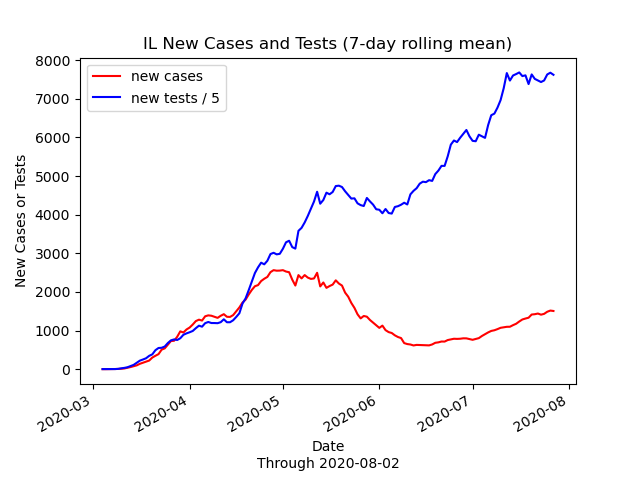 IL New Cases and Tests (7-day rolling mean)
new cases
new tests / 5
8000
7000
6000
5000
4000
3000
2000
1000
0
New Cases or Tests
2020-03
2020-04
2020-05
2020-06
2020-07
2020-08
Date
Through 2020-08-02